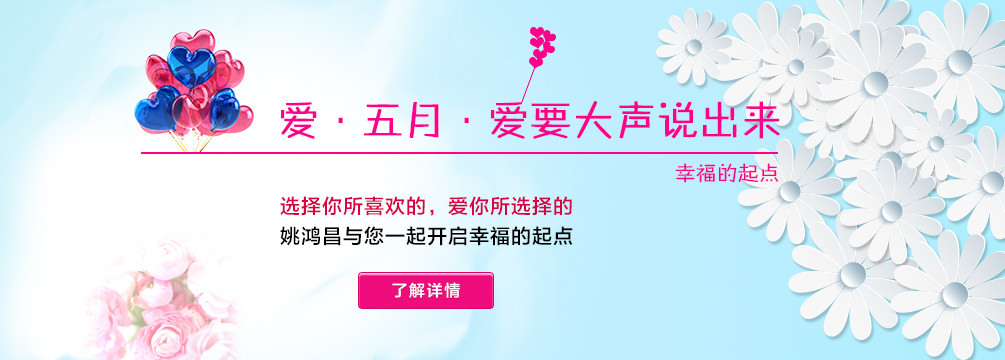 爱·五月·爱要大声说出来
幸福的起点
选择你所喜欢的，爱你所选择的
姚鸿昌与您一起开启幸福的起点
了解详情